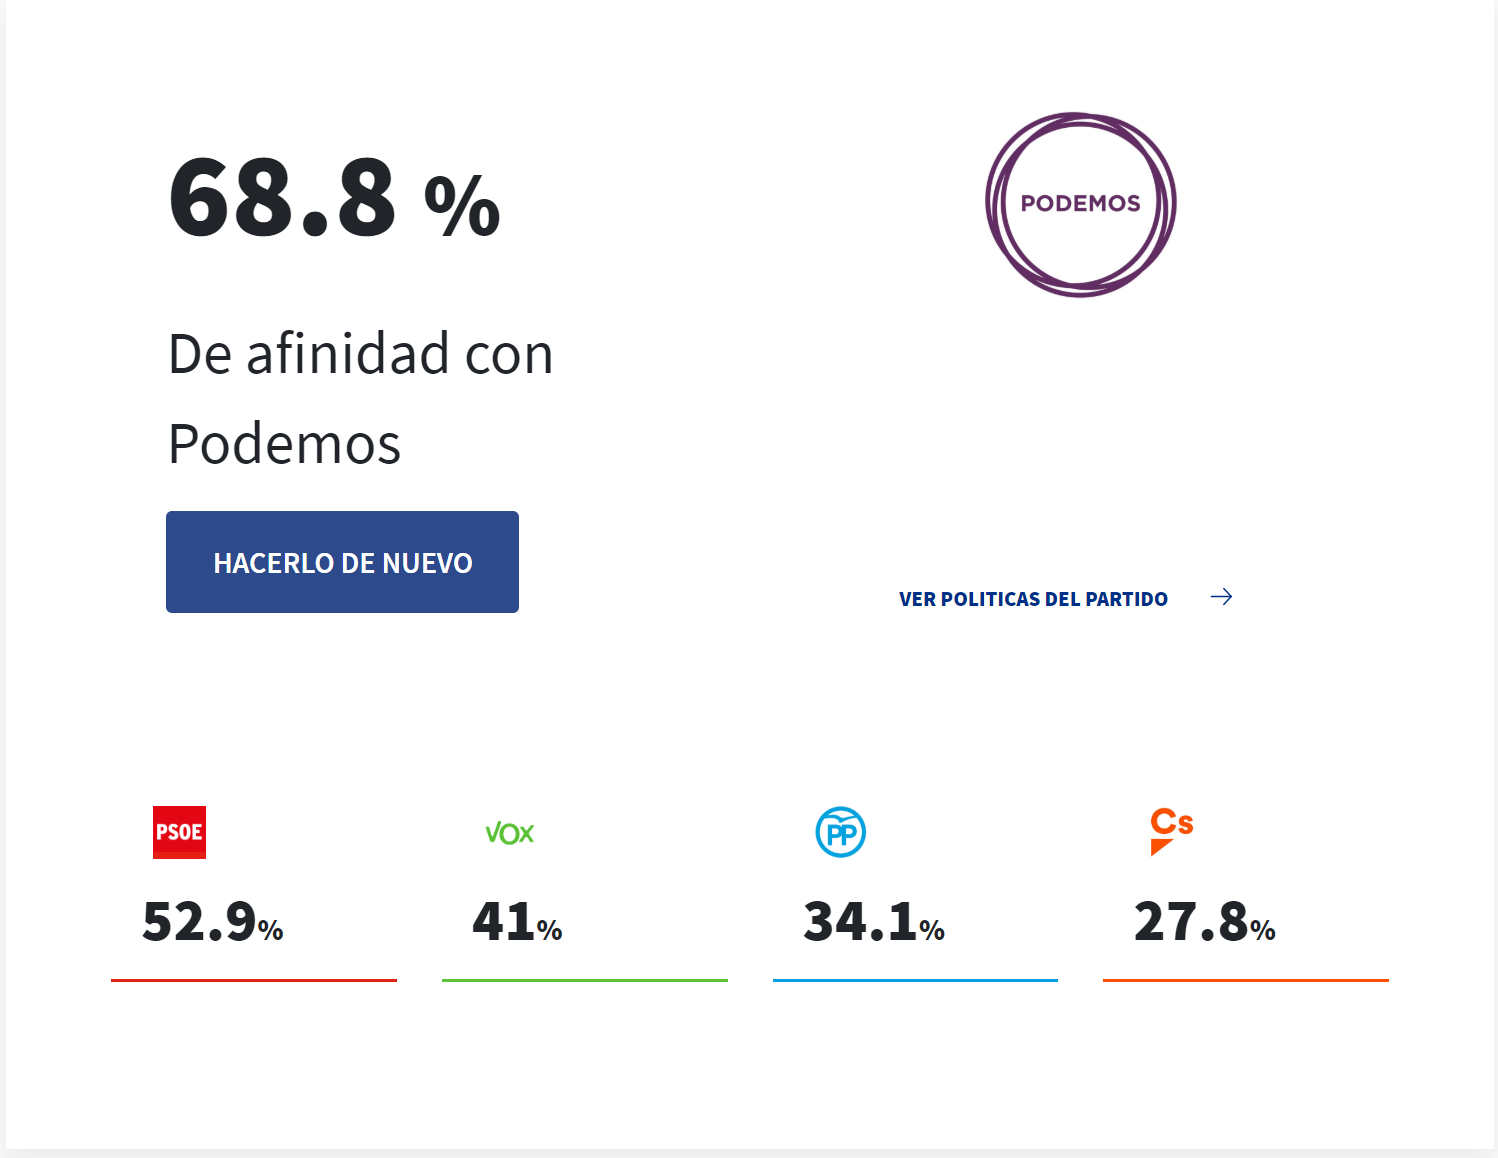 68.8 %
PODEMOS
De afinidad con
Podemos
HACERLO DE NUEVO
VER POLITICAS DEL PARTIDO
PSOE
VOX
PP
Cs
52.9%
41%
34.1%
27.8%